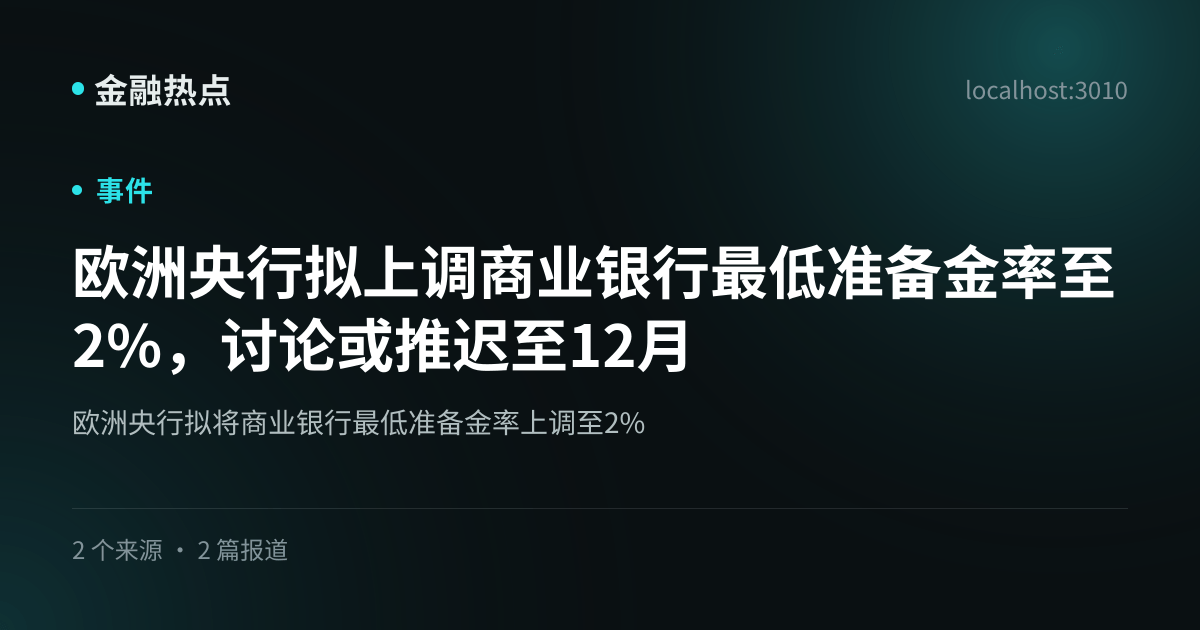 金融热点
localhost:3010
事件
欧洲央行拟上调商业银行最低准备金率至
2%，讨论或推迟至12月
欧洲央行拟将商业银行最低准备金率上调至2%
2 个来源 · 2 篇报道